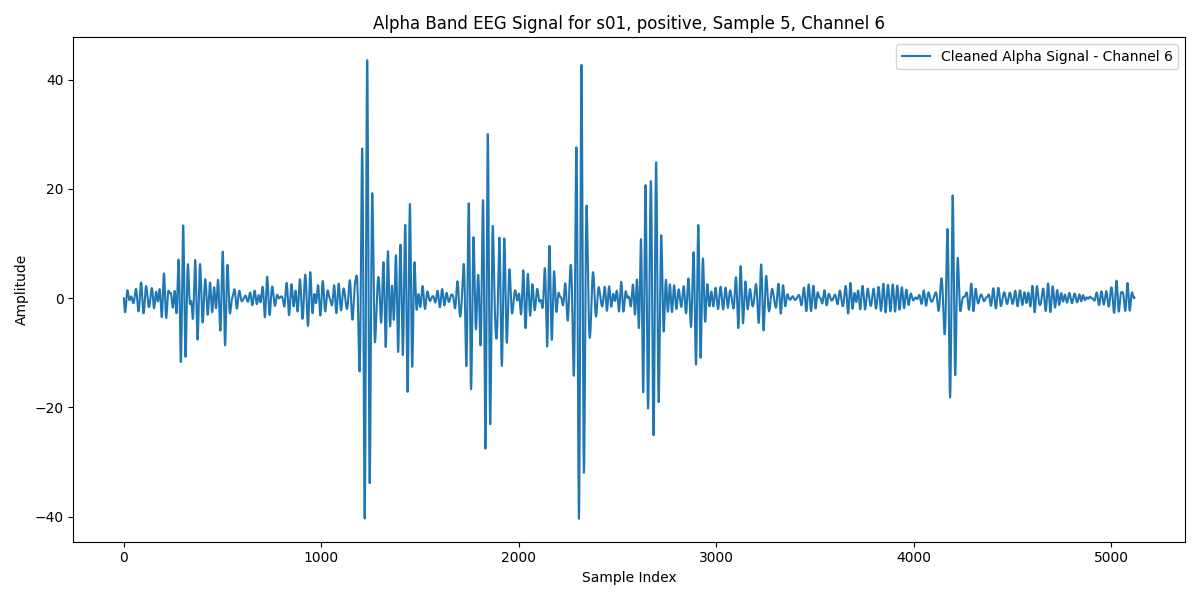 Alpha Band EEG Signal for s01, positive, Sample 5, Channel 6
Cleaned Alpha Signal - Channel 6
Amplitude
40
20
0
−20
−40
0 1000 2000 3000 4000 5000
Sample Index